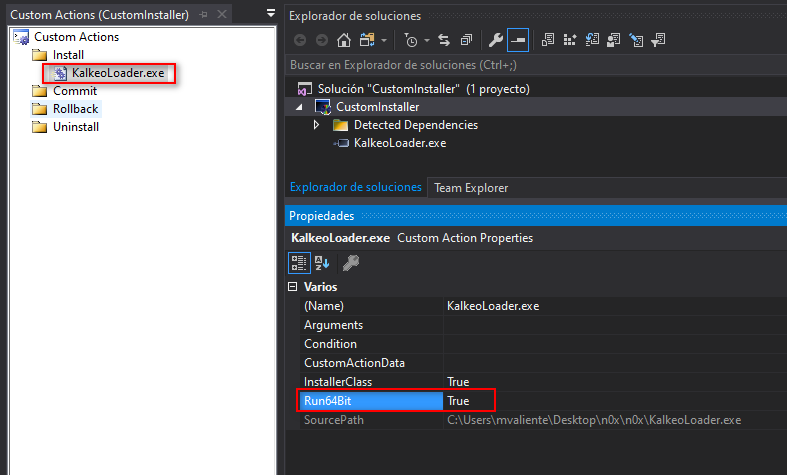 Custom Actions (CustomInstaller)
Custom Actions
Install
KalkeoLoader.exe
Commit
Rollback
Uninstall
Explorador de soluciones
Buscar en Explorador de soluciones (Ctrl+;)
Solución "CustomInstaller" (1 proyecto)
CustomInstaller
Detected Dependencies
KalkeoLoader.exe
Explorador de soluciones Team Explorer
Propiedades
KalkeoLoader.exe Custom Action Properties
Varios
(Name) KalkeoLoader.exe
Arguments
Condition
CustomActionData
InstallerClass True
Run64Bit True
SourcePath C:\Users\mvaliente\Desktop\n0x\n0x\KalkeoLoader.exe